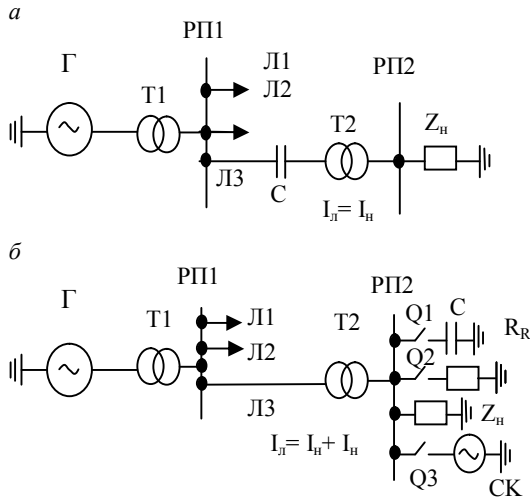 а
РП1
Г
Т1
Л1
Л2
РП2
Т2
Zн
Л3
С
Iл= Iн
б
РП1
РП2
Г
Т1
Л1
Л2
Т2
Q1
С
RR
Q2
Л3
Zн
Iл= Iн+ Iн
Q3
СК